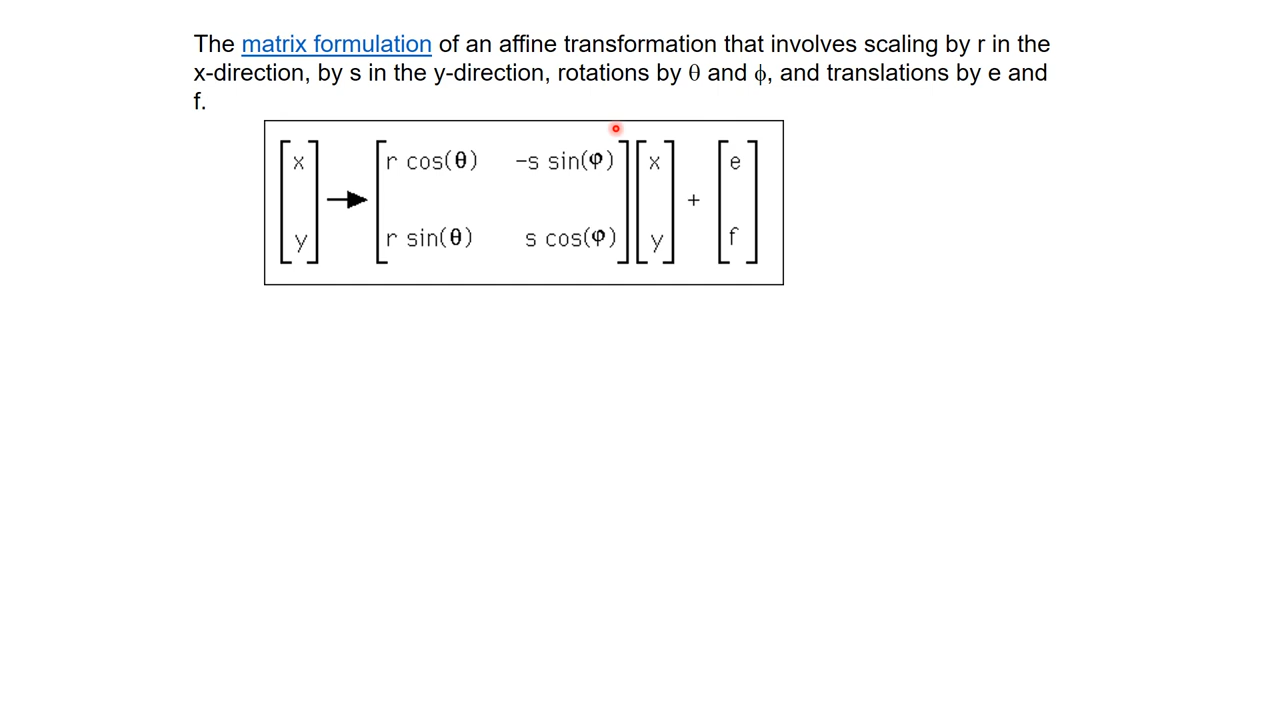 The matrix formulation of an affine transformation that involves scaling by r in the
x-direction, by s in the y-direction, rotations by θ and ϕ, and translations by e and
f.
[x y] → [r cos(θ) -s sin(φ) r sin(θ) s cos(φ)] [x y] + [e f]